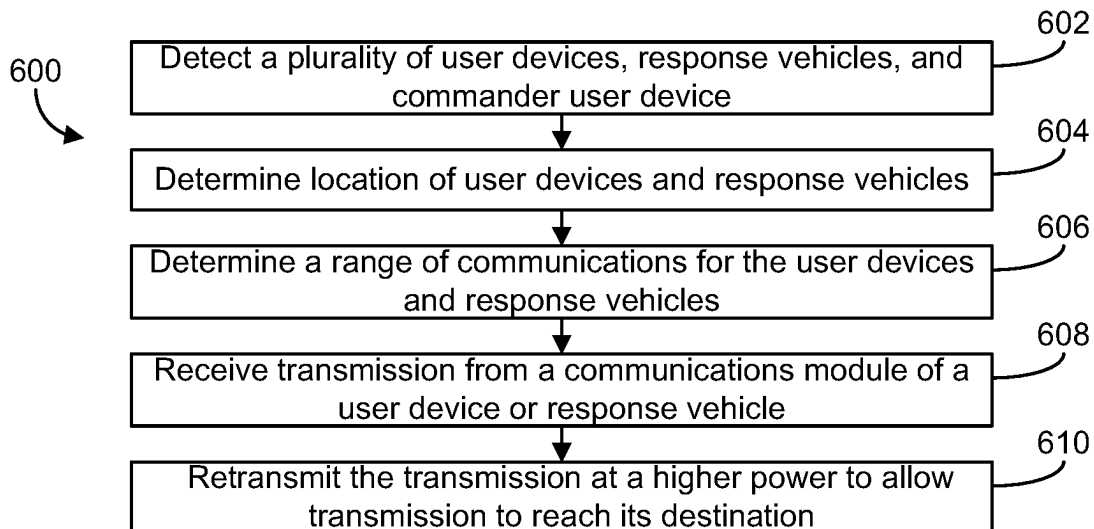 600
602
Detect a plurality of user devices, response vehicles, and
commander user device
604
Determine location of user devices and response vehicles
606
Determine a range of communications for the user devices
and response vehicles
608
Receive transmission from a communications module of a
user device or response vehicle
610
Retransmit the transmission at a higher power to allow
transmission to reach its destination